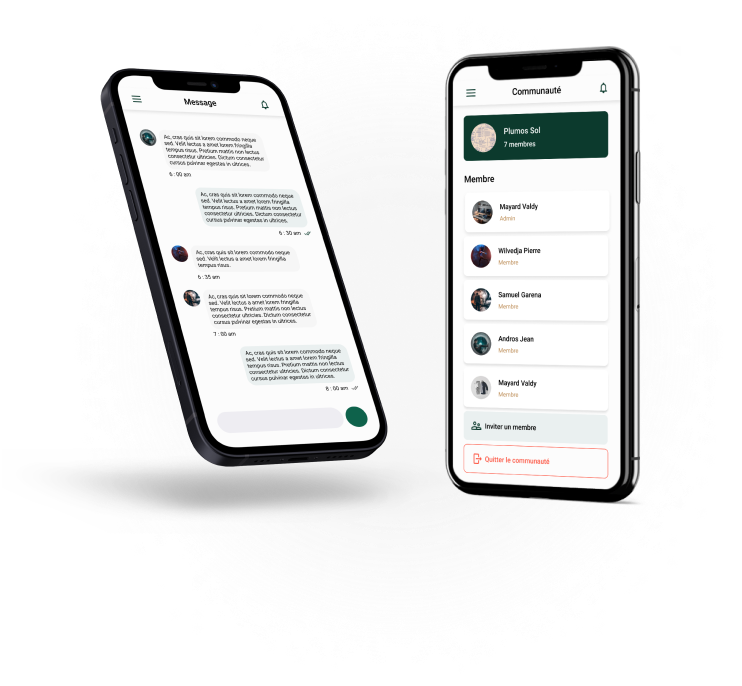 Message
Ac, cras quis sit lorem commodo neque
sed. Velit lectus a amet lorem fringilla
tempus risus. Pretium mattis non lectus
consectetur ultricies. Dictum consectetur
cursus pulvinar egestas in ultrices.
6 : 00 am
Ac, cras quis sit lorem commodo neque
sed. Velit lectus a amet lorem fringilla
tempus risus. Pretium mattis non lectus
consectetur ultricies. Dictum consectetur
cursus pulvinar egestas in ultrices.
6 : 30 am
Ac, cras quis sit lorem commodo neque
sed. Velit lectus a amet lorem fringilla
tempus risus.
6 : 35 am
Ac, cras quis sit lorem commodo neque
sed. Velit lectus a amet lorem fringilla
tempus risus. Pretium mattis non lectus
consectetur ultricies. Dictum consectetur
cursus pulvinar egestas in ultrices.
7 : 00 am
Ac, cras quis sit lorem commodo neque
sed. Velit lectus a amet lorem fringilla
tempus risus. Pretium mattis non lectus
consectetur ultricies. Dictum consectetur
cursus pulvinar egestas in ultrices.
8 : 00 am
Communauté
Plumos Sol
7 membres
Membre
Mayard Valdy
Admin
Wilvedja Pierre
Membre
Samuel Garena
Membre
Andros Jean
Membre
Mayard Valdy
Membre
Inviter un membre
Quitter le communauté